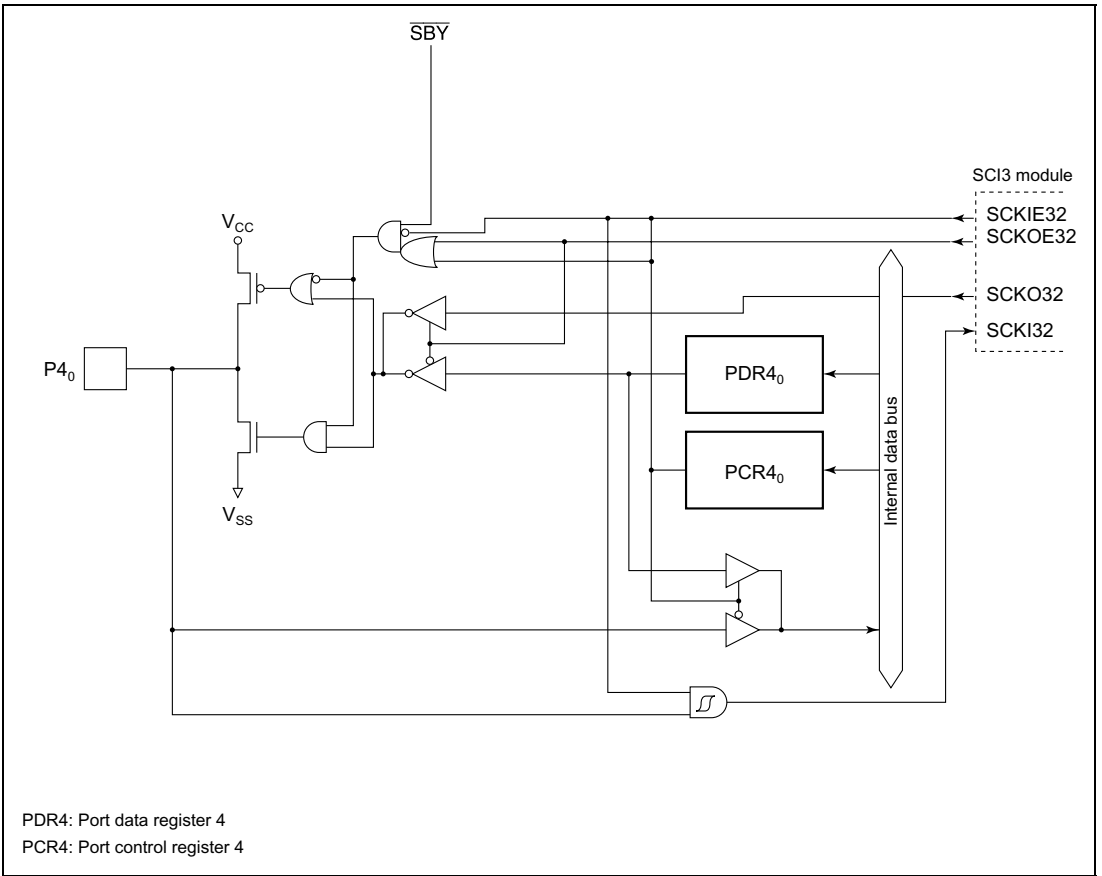 SBY
SCI3 module
VCC
SCKIE32
SCKOE32
SCKO32
SCKI32
P40
PDR40
PCR40
Internal data bus
VSS
PDR4: Port data register 4
PCR4: Port control register 4